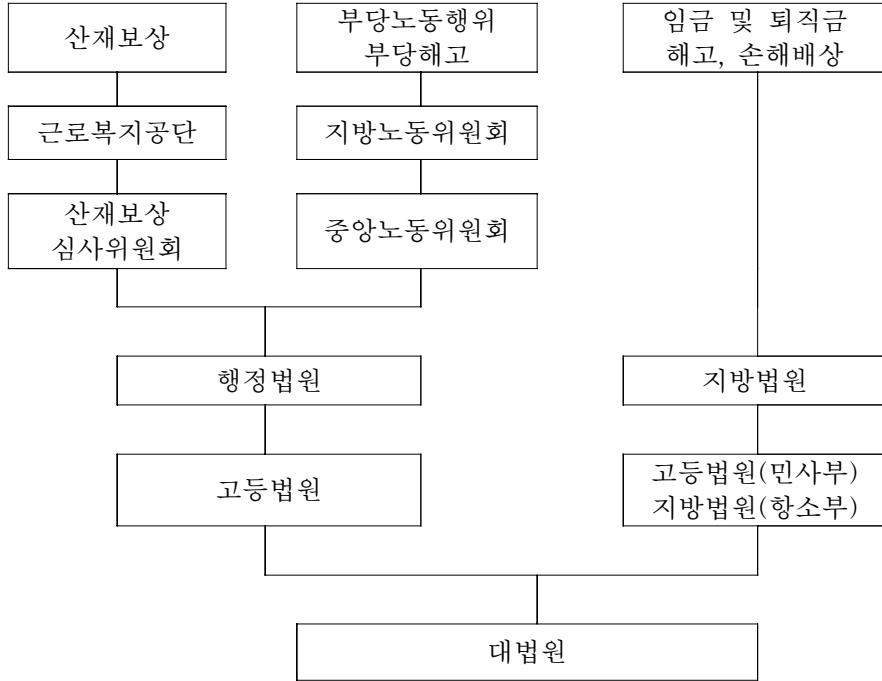 산재보상
부당노동행위
부당해고
임금 및 퇴직금
해고, 손해배상
근로복지공단
지방노동위원회
산재보상
심사위원회
중앙노동위원회
행정법원
지방법원
고등법원
고등법원(민사부)
지방법원(항소부)
대법원